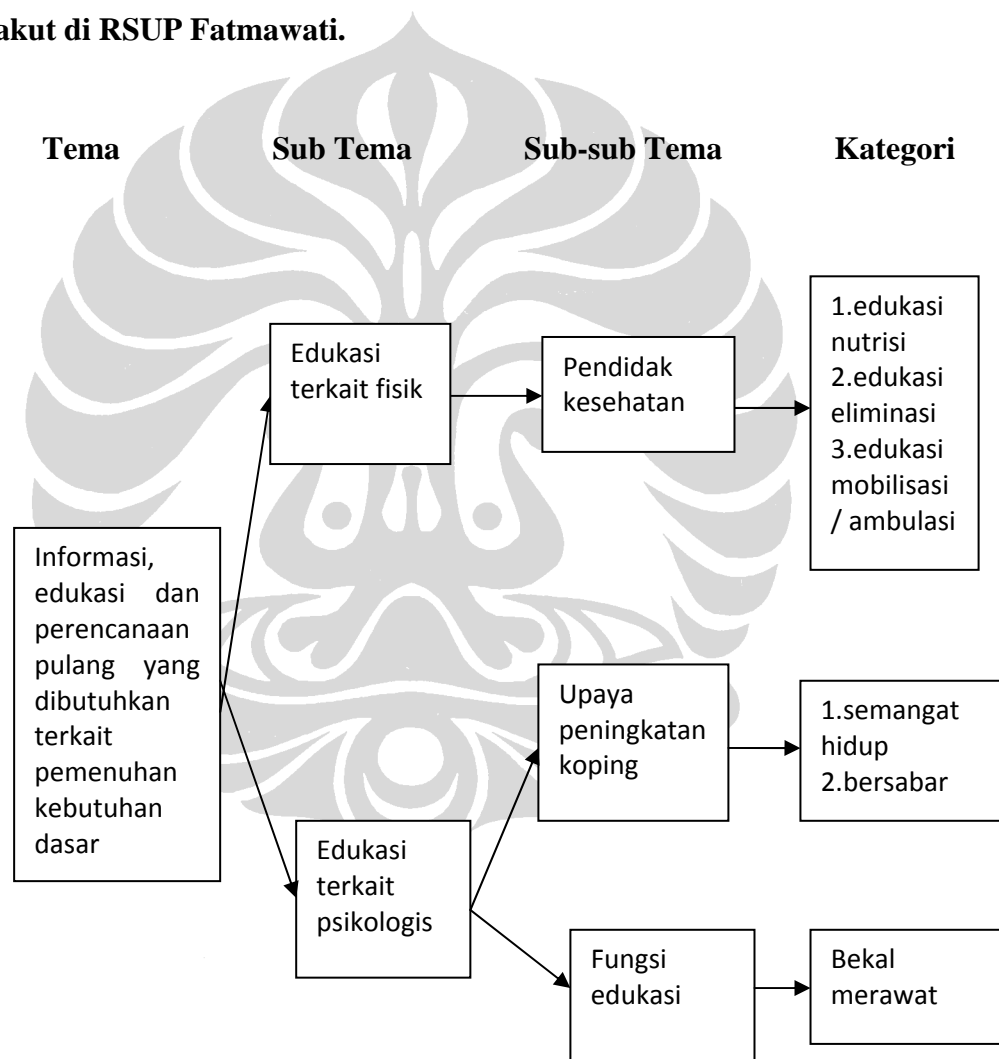 akut di RSUP Fatmawati.
Tema Sub Tema Sub-sub Tema Kategori
Edukasi
terkait fisik
Pendidak
kesehatan
1.edukasi
nutrisi
2.edukasi
eliminasi
3.edukasi
mobilisasi
/ ambulasi
Informasi,
edukasi dan
perencanaan
pulang yang
dibutuhkan
terkait
pemenuhan
kebutuhan
dasar
Upaya
peningkatan
koping
1.semangat
hidup
2.bersabar
Edukasi
terkait
psikologis
Fungsi
edukasi
Bekal
merawat